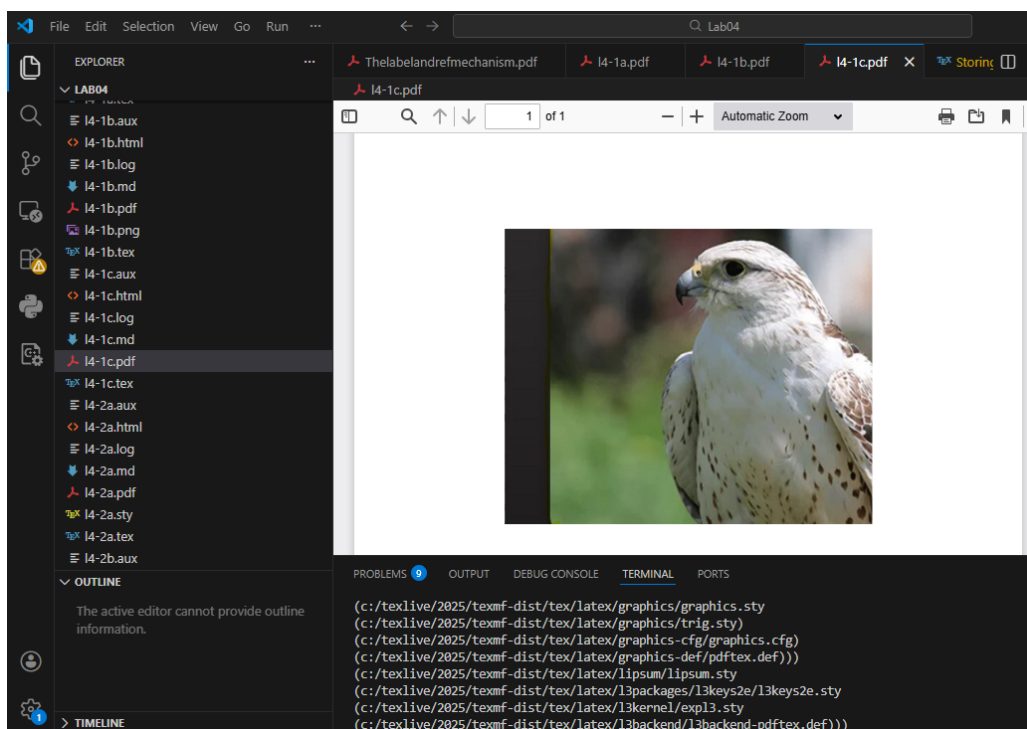 File Edit Selection View Go Run ···
Lab04
EXPLORER ···
LAB04
l4-1b.aux
l4-1b.html
l4-1b.log
l4-1b.md
l4-1b.pdf
l4-1b.png
l4-1b.tex
l4-1c.aux
l4-1c.html
l4-1c.log
l4-1c.md
l4-1c.pdf
l4-1c.tex
l4-2a.aux
l4-2a.html
l4-2a.log
l4-2a.md
l4-2a.pdf
l4-2a.sty
l4-2a.tex
l4-2b.aux
OUTLINE
The active editor cannot provide outline
information.
TIMELINE
1
Thelabelandrefmechanism.pdf l4-1a.pdf l4-1b.pdf l4-1c.pdf Storing
l4-1c.pdf
1 of 1 Automatic Zoom
PROBLEMS 9 OUTPUT DEBUG CONSOLE TERMINAL PORTS
(c:/texlive/2025/texmf-dist/tex/latex/graphics/graphics.sty
(c:/texlive/2025/texmf-dist/tex/latex/graphics/trig.sty)
(c:/texlive/2025/texmf-dist/tex/latex/graphics-cfg/graphics.cfg)
(c:/texlive/2025/texmf-dist/tex/latex/graphics-def/pdftex.def)))
(c:/texlive/2025/texmf-dist/tex/latex/lipsum/lipsum.sty
(c:/texlive/2025/texmf-dist/tex/latex/l3packages/l3keys2e/l3keys2e.sty
(c:/texlive/2025/texmf-dist/tex/latex/l3kernel/expl3.sty
(c:/texlive/2025/texmf-dist/tex/latex/l3backend/l3backend-pdftex.def)))